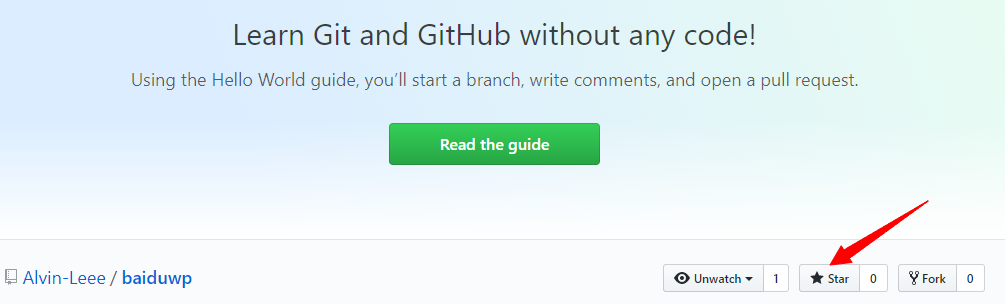 Learn Git and GitHub without any code!
Using the Hello World guide, you’ll start a branch, write comments, and open a pull request.
Read the guide
Alvin-Leee / baiduwp Unwatch 1 Star 0 Fork 0